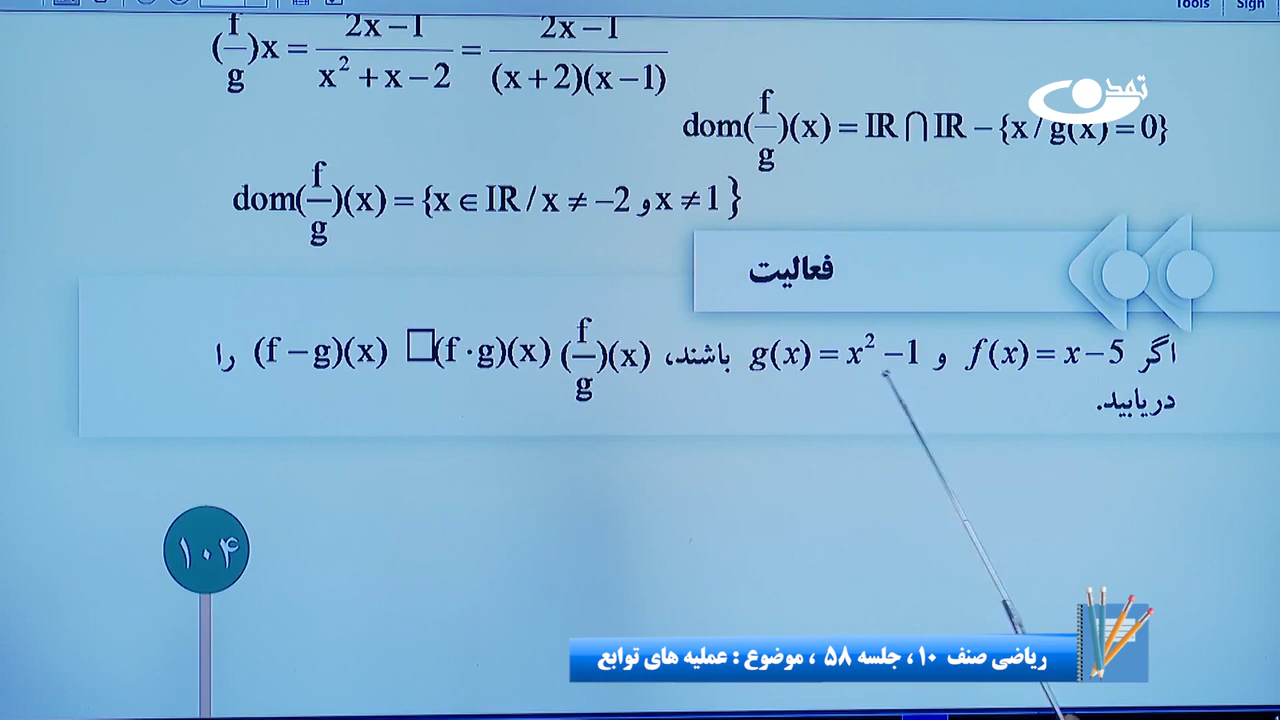 Tools Sign
(f/g)x = (2x − 1)/(x² + x − 2) = (2x − 1)/((x + 2)(x − 1))
تمدن
dom(f/g)(x) = IR ∩ IR − {x / g(x) = 0}
dom(f/g)(x) = {x ∈ IR / x ≠ −2 و x ≠ 1}
فعالیت
اگر f(x) = x − 5 و g(x) = x² − 1 باشند، (f/g)(x) (f · g)(x) □ (f − g)(x) را
دریابید.
۱۰۴
ریاضی صنف ۱۰، جلسه ۵۸ ، موضوع : عملیه های توابع